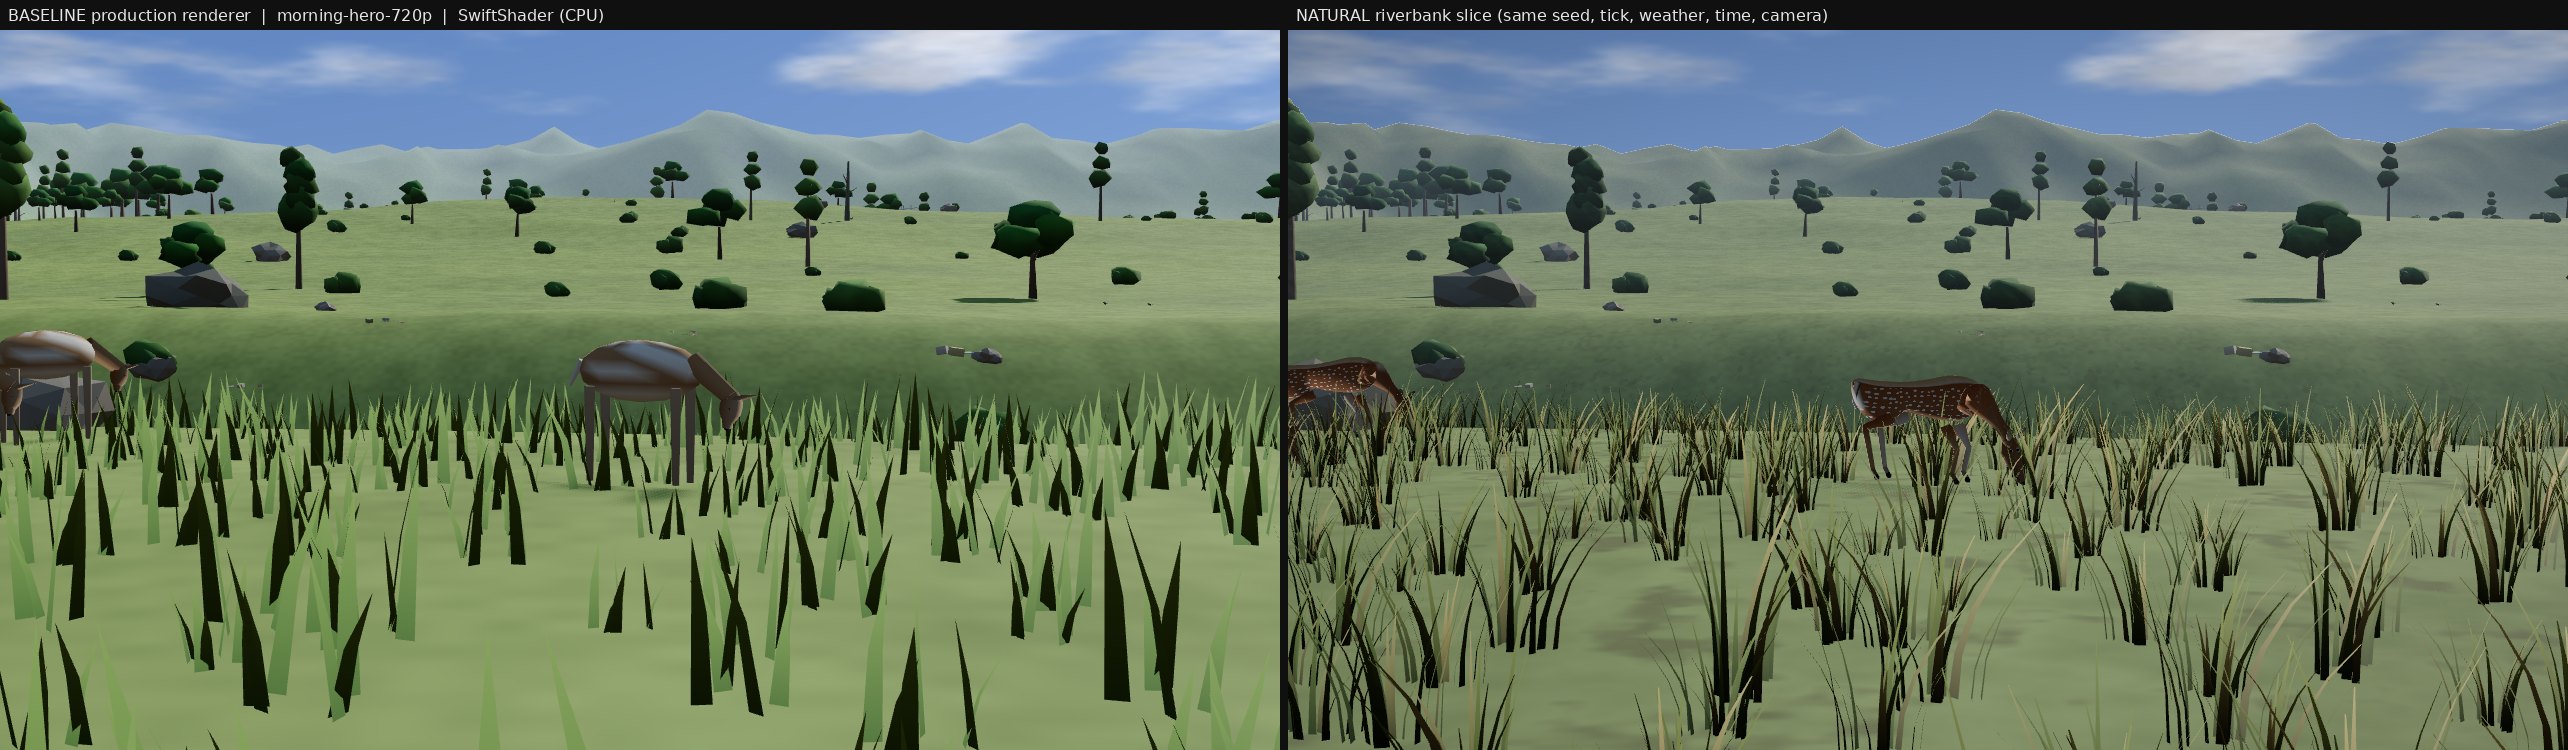 BASELINE production renderer | morning-hero-720p | SwiftShader (CPU)
NATURAL riverbank slice (same seed, tick, weather, time, camera)